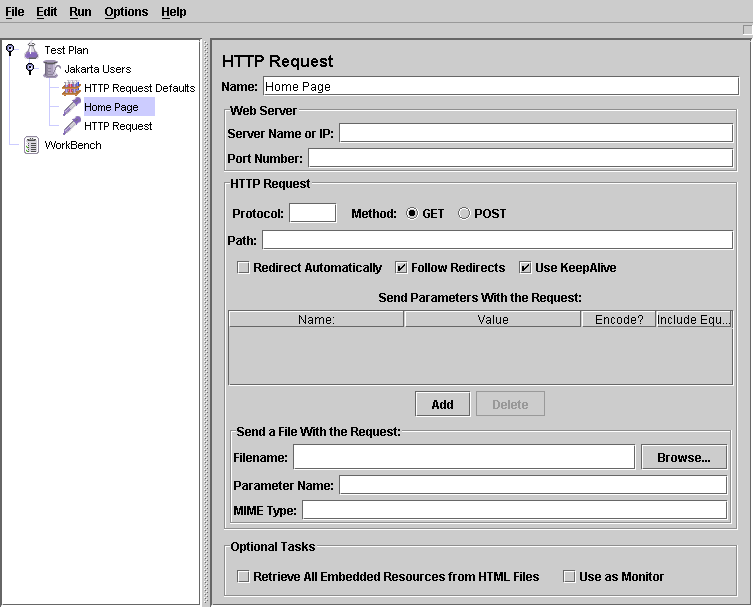 File Edit Run Options Help
Test Plan
Jakarta Users
HTTP Request Defaults
Home Page
HTTP Request
WorkBench
HTTP Request
Name: Home Page
Web Server
Server Name or IP:
Port Number:
HTTP Request
Protocol: Method: GET POST
Path:
Redirect Automatically Follow Redirects Use KeepAlive
Send Parameters With the Request:
Name: Value Encode? Include Equ...
Add Delete
Send a File With the Request:
Filename: Browse...
Parameter Name:
MIME Type:
Optional Tasks
Retrieve All Embedded Resources from HTML Files Use as Monitor